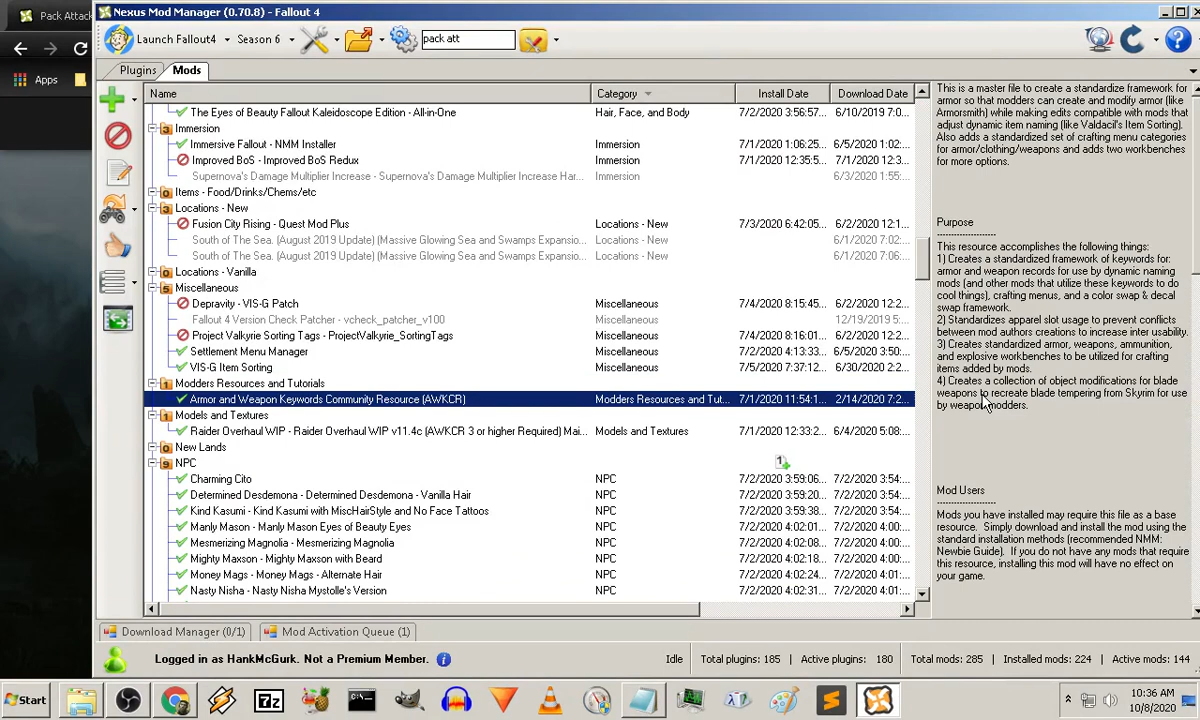 Pack Attack
Nexus Mod Manager (0.70.8) - Fallout 4
Launch Fallout4
Season 6
pack att
Apps
Plugins
Mods
Name
Category
Install Date
Download Date
The Eyes of Beauty Fallout Kaleidoscope Edition - All-in-One Hair, Face, and Body 7/2/2020 3:56:57... 6/10/2019 7:0...
3 Immersion
Immersive Fallout - NMM Installer Immersion 7/1/2020 1:06:25... 6/5/2020 1:02:...
Improved BoS - Improved BoS Redux Immersion 7/1/2020 12:35:5... 7/1/2020 12:3...
Supernova's Damage Multiplier Increase - Supernova's Damage Multiplier Increase Har... Immersion 6/3/2020 1:55:...
0 Items - Food/Drinks/Chems/etc
3 Locations - New
Fusion City Rising - Quest Mod Plus Locations - New 7/3/2020 6:42:05... 6/2/2020 12:1...
South of The Sea. (August 2019 Update) (Massive Glowing Sea and Swamps Expansio... Locations - New 6/1/2020 7:02:...
South of The Sea. (August 2019 Update) (Massive Glowing Sea and Swamps Expansio... Locations - New 6/1/2020 7:06:...
0 Locations - Vanilla
5 Miscellaneous
Depravity - VIS-G Patch Miscellaneous 7/4/2020 8:15:45... 6/2/2020 12:2...
Fallout 4 Version Check Patcher - vcheck_patcher_v100 Miscellaneous 12/19/2019 5:...
Project Valkyrie Sorting Tags - ProjectValkyrie_SortingTags Miscellaneous 7/4/2020 8:16:01... 6/2/2020 12:2...
Settlement Menu Manager Miscellaneous 7/2/2020 4:13:33... 6/5/2020 3:50:...
VIS-G Item Sorting Miscellaneous 7/5/2020 7:37:12... 6/30/2020 6:2...
1 Modders Resources and Tutorials
Armor and Weapon Keywords Community Resource (AWKCR) Modders Resources and Tut... 7/1/2020 11:54:1... 2/14/2020 7:2...
1 Models and Textures
Raider Overhaul WIP - Raider Overhaul WIP v11.4c (AWKCR 3 or higher Required) Mai... Models and Textures 7/1/2020 12:33:2... 6/4/2020 5:08:...
0 New Lands
9 NPC
1
Charming Cito NPC 7/2/2020 3:59:06... 7/2/2020 3:54:...
Determined Desdemona - Determined Desdemona - Vanilla Hair NPC 7/2/2020 3:59:20... 7/2/2020 3:54:...
Kind Kasumi - Kind Kasumi with MiscHairStyle and No Face Tattoos NPC 7/2/2020 3:59:38... 7/2/2020 3:54:...
Manly Mason - Manly Mason Eyes of Beauty Eyes NPC 7/2/2020 4:02:01... 7/2/2020 4:00:...
Mesmerizing Magnolia - Mesmerizing Magnolia NPC 7/2/2020 4:02:08... 7/2/2020 4:01:...
Mighty Maxson - Mighty Maxson with Beard NPC 7/2/2020 4:02:18... 7/2/2020 4:00:...
Money Mags - Money Mags - Alternate Hair NPC 7/2/2020 4:02:24... 7/2/2020 4:01:...
Nasty Nisha - Nasty Nisha Mystolle's Version NPC 7/2/2020 4:02:31... 7/2/2020 4:01:...
This is a master file to create a standardize framework for
armor so that modders can create and modify armor (like
Armorsmith) while making edits compatible with mods that
adjust dynamic item naming (like Valdacil's Item Sorting).
Also adds a standardized set of crafting menu categories
for armor/clothing/weapons and adds two workbenches
for more options.
Purpose
--------------------
This resource accomplishes the following things:
1) Creates a standardized framework of keywords for:
armor and weapon records for use by dynamic naming
mods (and other mods that utilize these keywords to do
cool things), crafting menus, and a color swap & decal
swap framework.
2) Standardizes apparel slot usage to prevent conflicts
between mod authors creations to increase inter usability.
3) Creates standardized armor, weapons, ammunition,
and explosive workbenches to be utilized for crafting
items added by mods.
4) Creates a collection of object modifications for blade
weapons to recreate blade tempering from Skyrim for use
by weapon modders.
Mod Users
--------------------
Mods you have installed may require this file as a base
resource. Simply download and install the mod using the
standard installation methods (recommended NMM:
Newbie Guide). If you do not have any mods that require
this resource, installing this mod will have no effect on
your game.
Download Manager (0/1)
Mod Activation Queue (1)
Logged in as HankMcGurk. Not a Premium Member.
Idle
Total plugins: 185
Active plugins: 180
Total mods: 285
Installed mods: 224
Active mods: 144
Start
7z
10:36 AM
10/8/2020